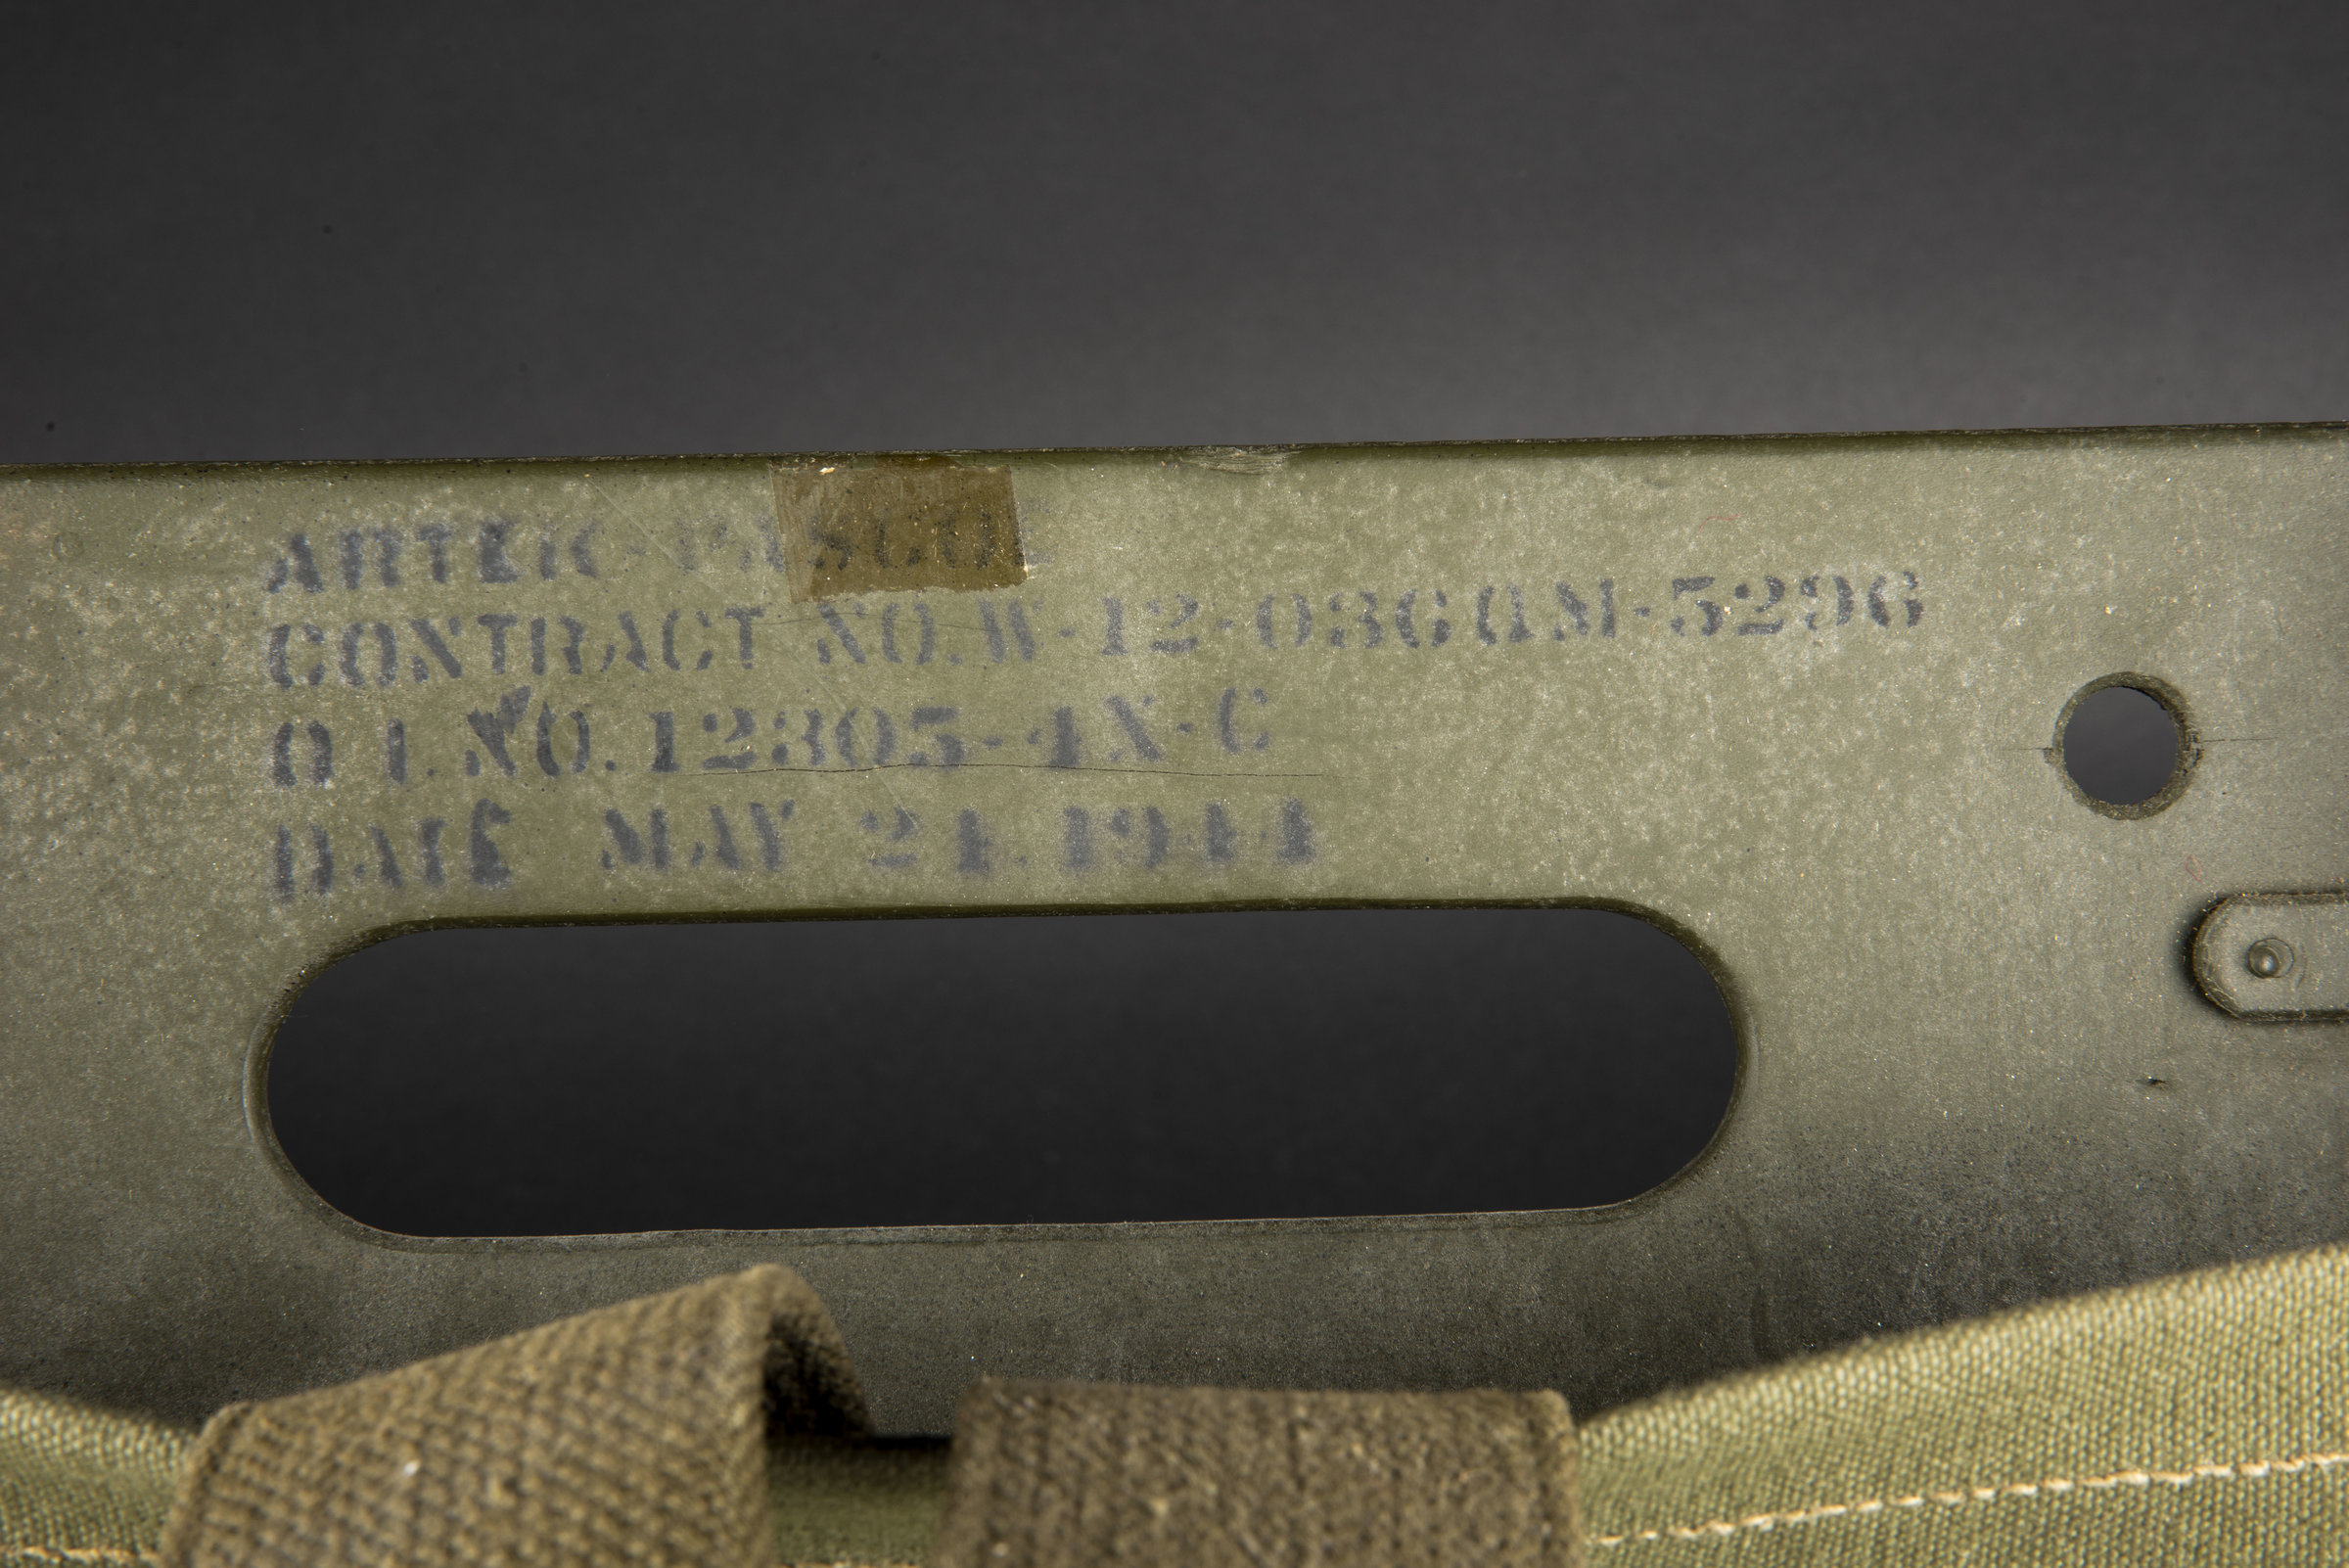 ARTEK-PASCOE
CONTRACT NO.W-12-036QM-5296
O I. NO.12305-4X-C
DATE MAY 24.1944